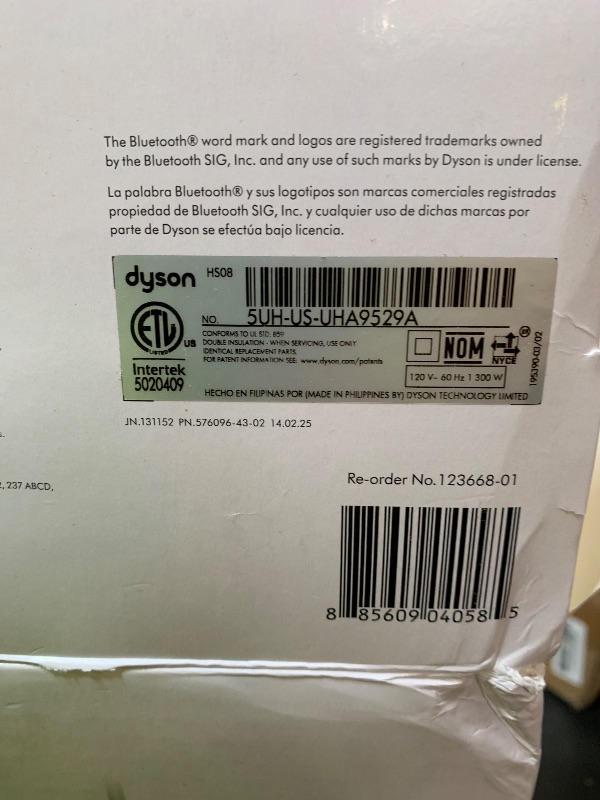 The Bluetooth® word mark and logos are registered trademarks owned
by the Bluetooth SIG, Inc. and any use of such marks by Dyson is under license.
La palabra Bluetooth® y sus logotipos son marcas comerciales registradas
propiedad de Bluetooth SIG, Inc. y cualquier uso de dichas marcas por
parte de Dyson se efectúa bajo licencia.
dyson HS08
NO. 5UH-US-UHA9529A
ETL
LISTED
US
Intertek
5020409
CONFORMS TO UL STD. 859
DOUBLE INSULATION - WHEN SERVICING, USE ONLY
IDENTICAL REPLACEMENT PARTS.
FOR PATENT INFORMATION SEE: www.dyson.com/patents
NOM
NYCE
120 V~ 60 Hz 1 300 W
195390-03/02
HECHO EN FILIPINAS POR (MADE IN PHILIPPINES BY) DYSON TECHNOLOGY LIMITED
JN.131152 PN.576096-43-02 14.02.25
, 237 ABCD,
Re-order No.123668-01
8 85609 04058 5